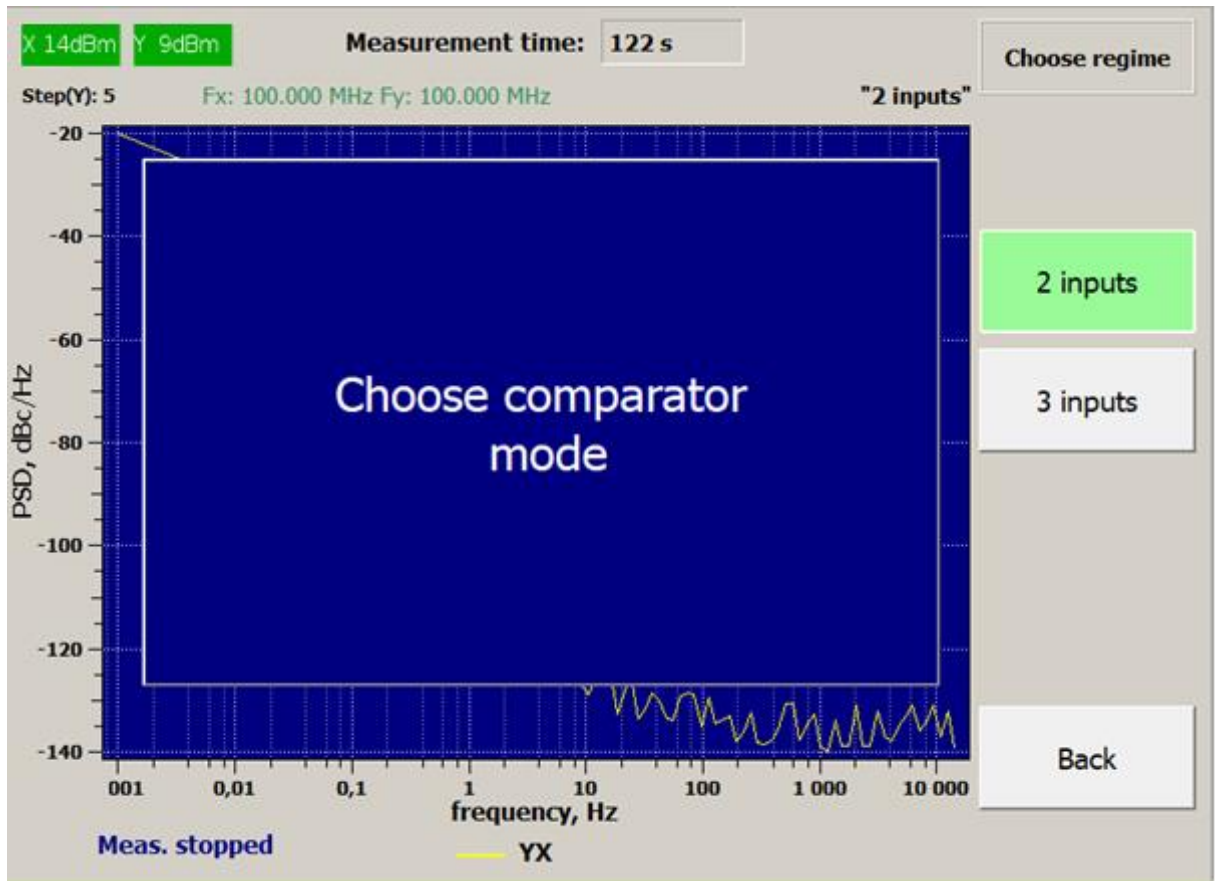 X 14dBm Y 9dBm Measurement time: 122 s Choose regime
Step(Y): 5 Fx: 100.000 MHz Fy: 100.000 MHz "2 inputs"
-20
-40
-60
-80
-100
-120
-140
PSD, dBc/Hz
Choose comparator
mode
2 inputs
3 inputs
Back
001 0,01 0,1 1 10 100 1 000 10 000
frequency, Hz
Meas. stopped YX